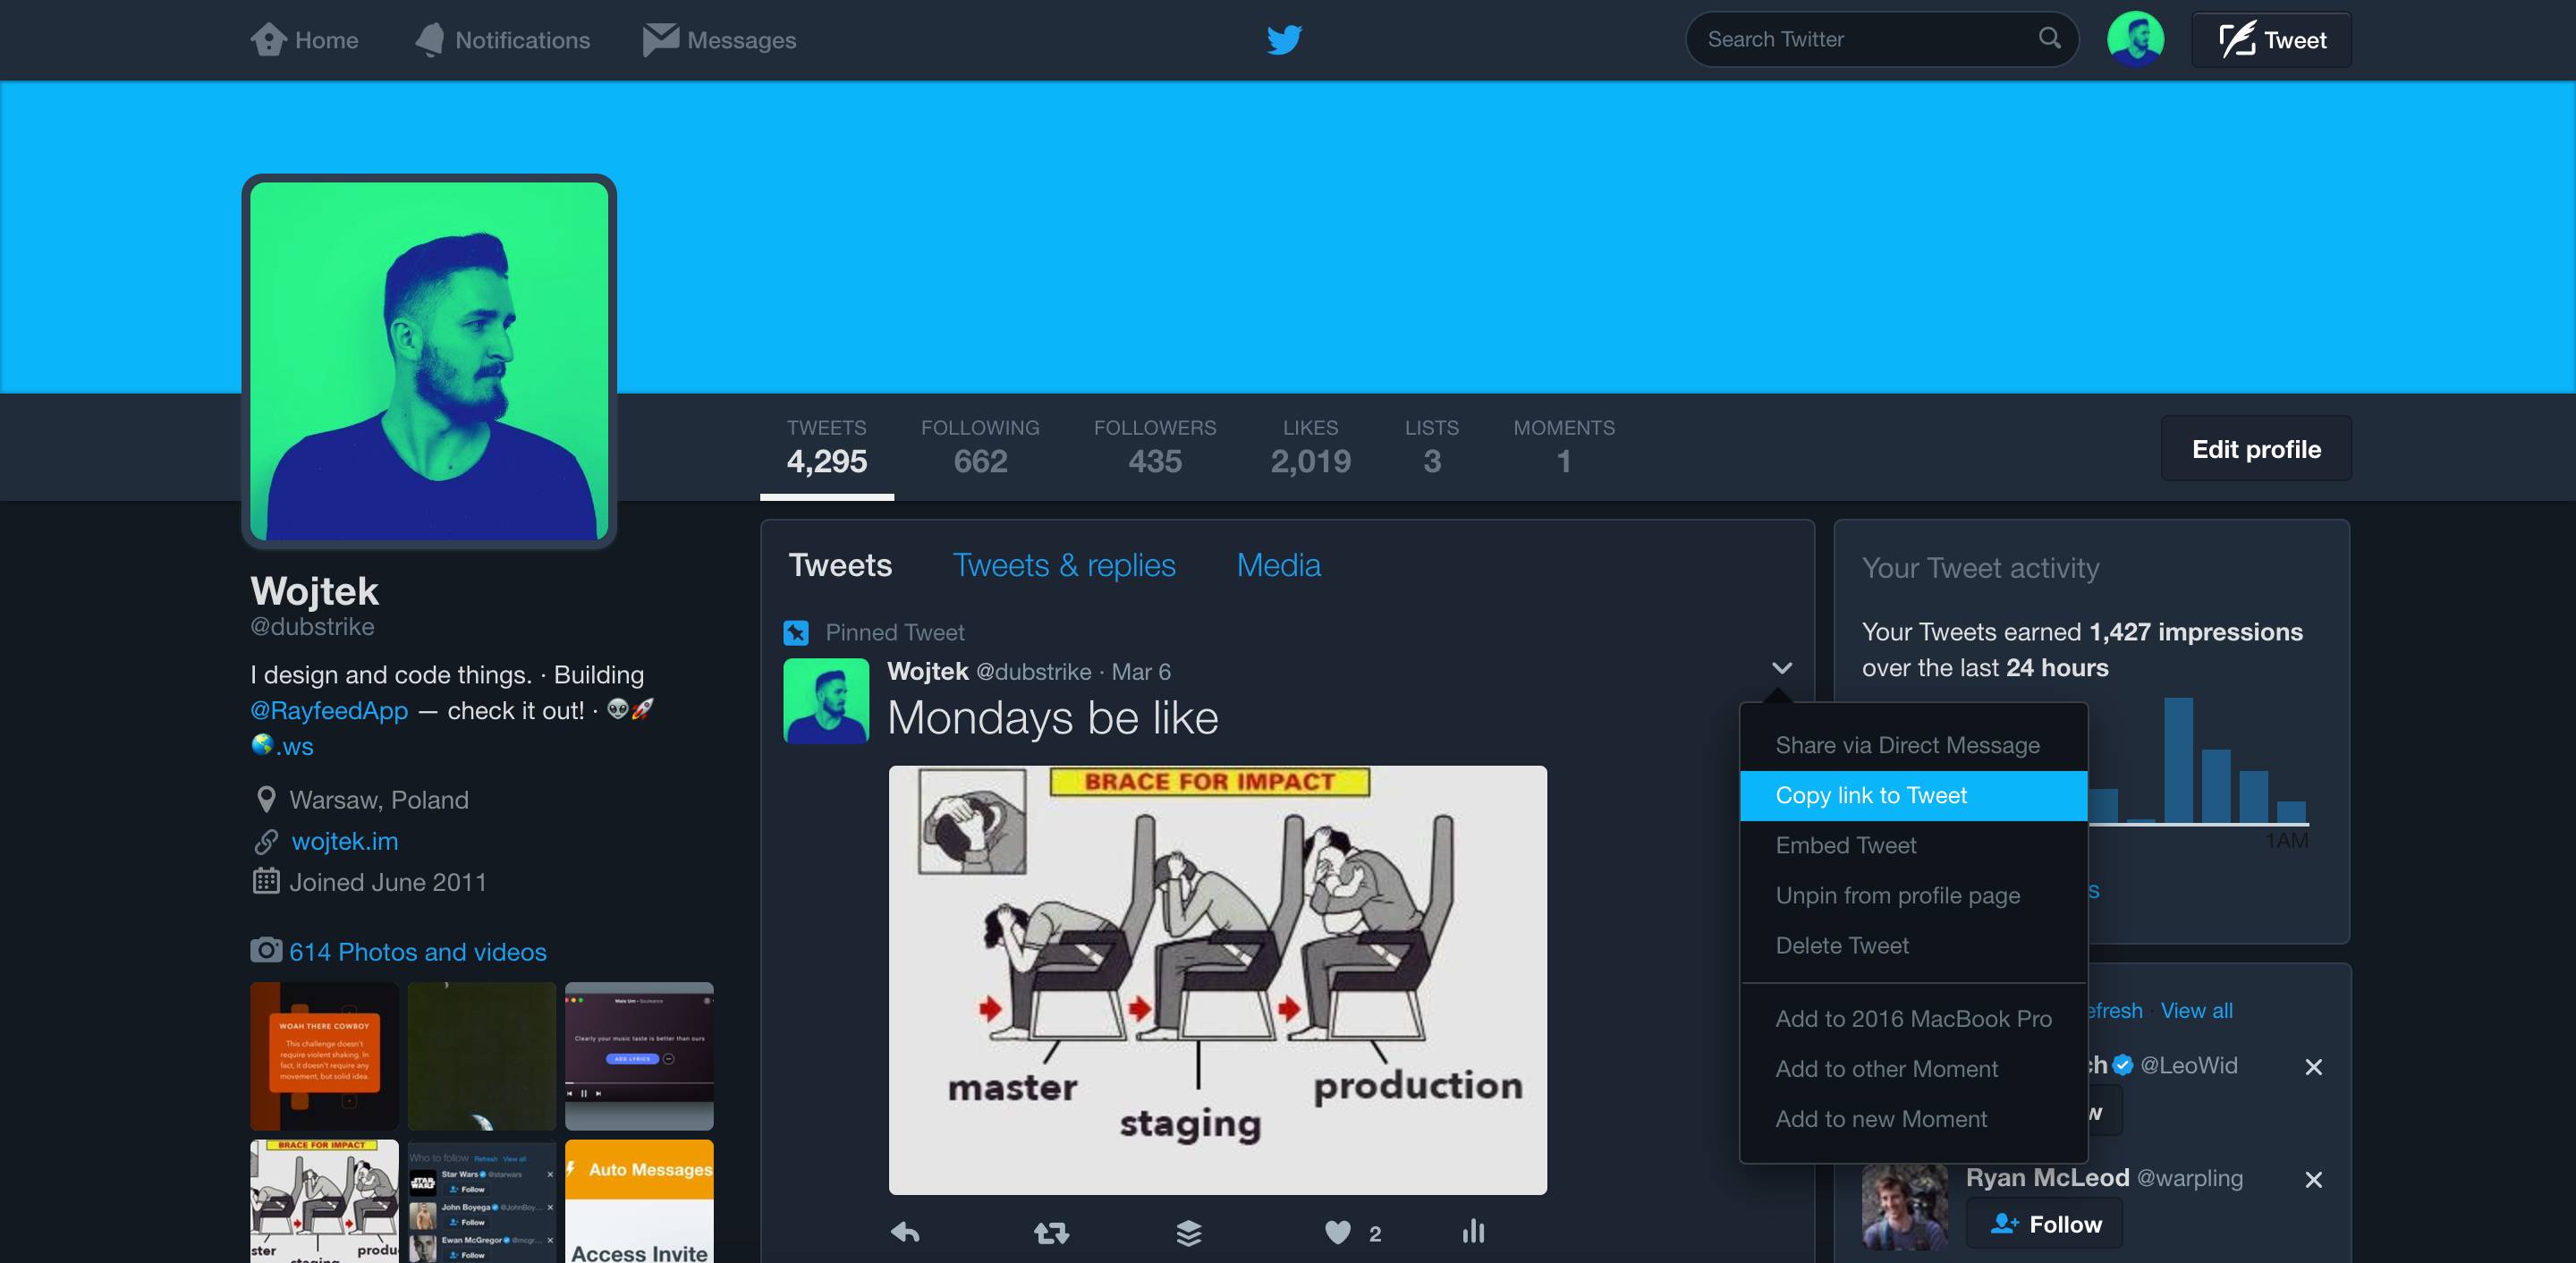 Home
Notifications
Messages
Search Twitter
Tweet
TWEETS
4,295
FOLLOWING
662
FOLLOWERS
435
LIKES
2,019
LISTS
3
MOMENTS
1
Edit profile
Wojtek
@dubstrike
I design and code things. · Building
@RayfeedApp — check it out! · 👽🚀
🌎.ws
Warsaw, Poland
wojtek.im
Joined June 2011
614 Photos and videos
WOAH THERE COWBOY
This challenge doesn't
require violent shaking. In
fact, it doesn't require any
movement, but solid idea.
Clearly your music taste is better than ours
ADD LYRICS
BRACE FOR IMPACT
ster
produ
staging
Who to follow Refresh · View all
Star Wars @starwars
STAR WARS
Follow
John Boyega @JohnBoy...
Follow
Ewan McGregor @mcgr...
Follow
Auto Messages
Access Invite
Tweets
Tweets & replies
Media
Pinned Tweet
Wojtek @dubstrike · Mar 6
Mondays be like
BRACE FOR IMPACT
master
staging
production
2
Share via Direct Message
Copy link to Tweet
Embed Tweet
Unpin from profile page
Delete Tweet
Add to 2016 MacBook Pro
Add to other Moment
Add to new Moment
Your Tweet activity
Your Tweets earned 1,427 impressions
over the last 24 hours
1AM
s
efresh · View all
ch @LeoWid
w
Ryan McLeod @warpling
Follow